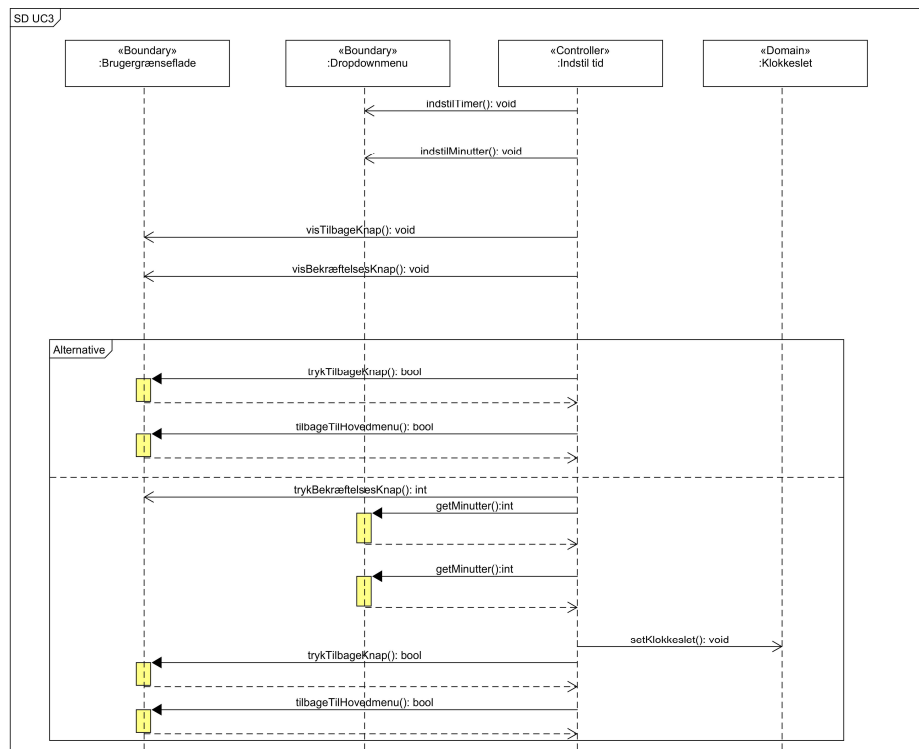 SD UC3
«Boundary»
:Brugergrænseflade
«Boundary»
:Dropdownmenu
«Controller»
:Indstil tid
«Domain»
:Klokkeslet
indstilTimer(): void
indstilMinutter(): void
visTilbageKnap(): void
visBekræftelsesKnap(): void
Alternative
trykTilbageKnap(): bool
tilbageTilHovedmenu(): bool
trykBekræftelsesKnap(): int
getMinutter():int
getMinutter():int
setKlokkeslet(): void
trykTilbageKnap(): bool
tilbageTilHovedmenu(): bool